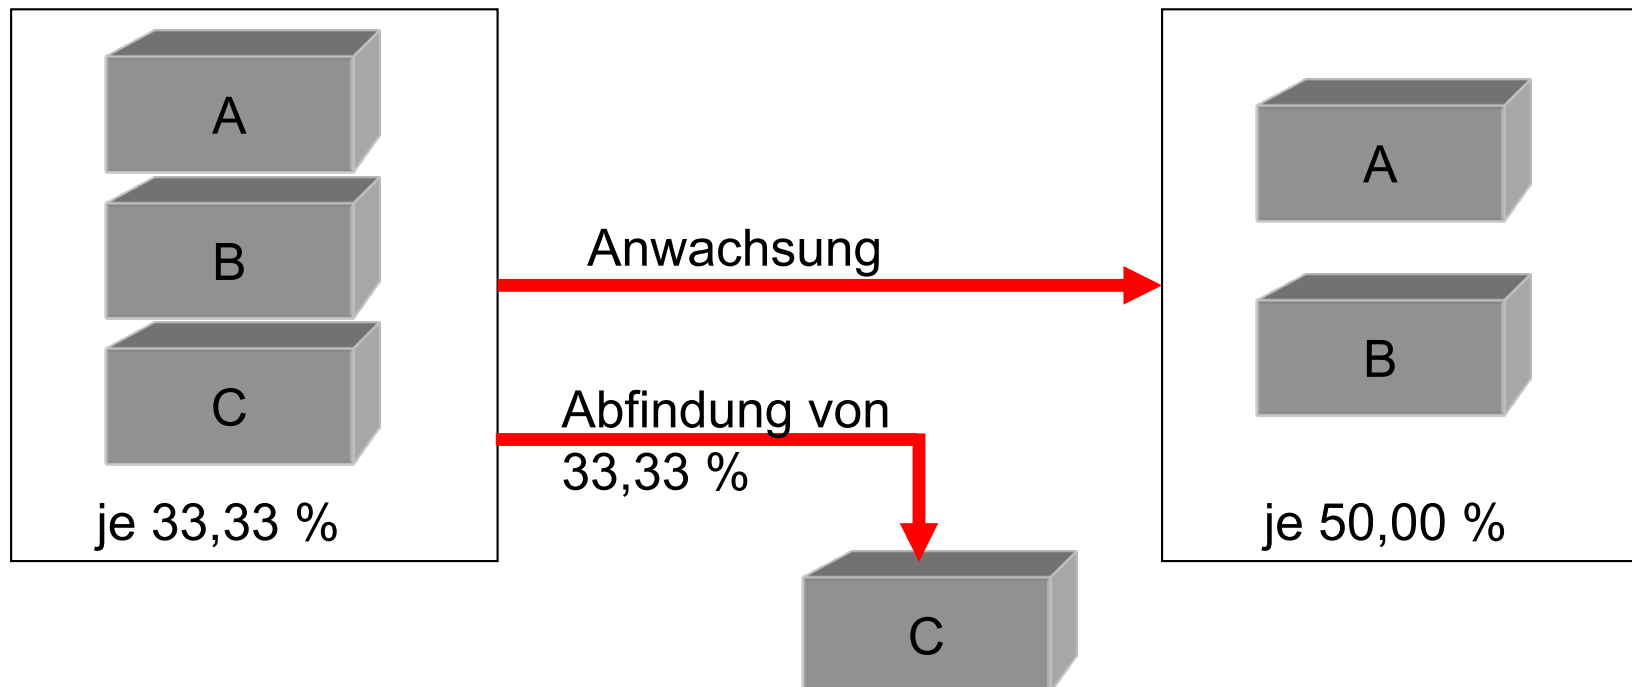 A
B
C
je 33,33 %
Anwachsung
Abfindung von
33,33 %
C
A
B
je 50,00 %